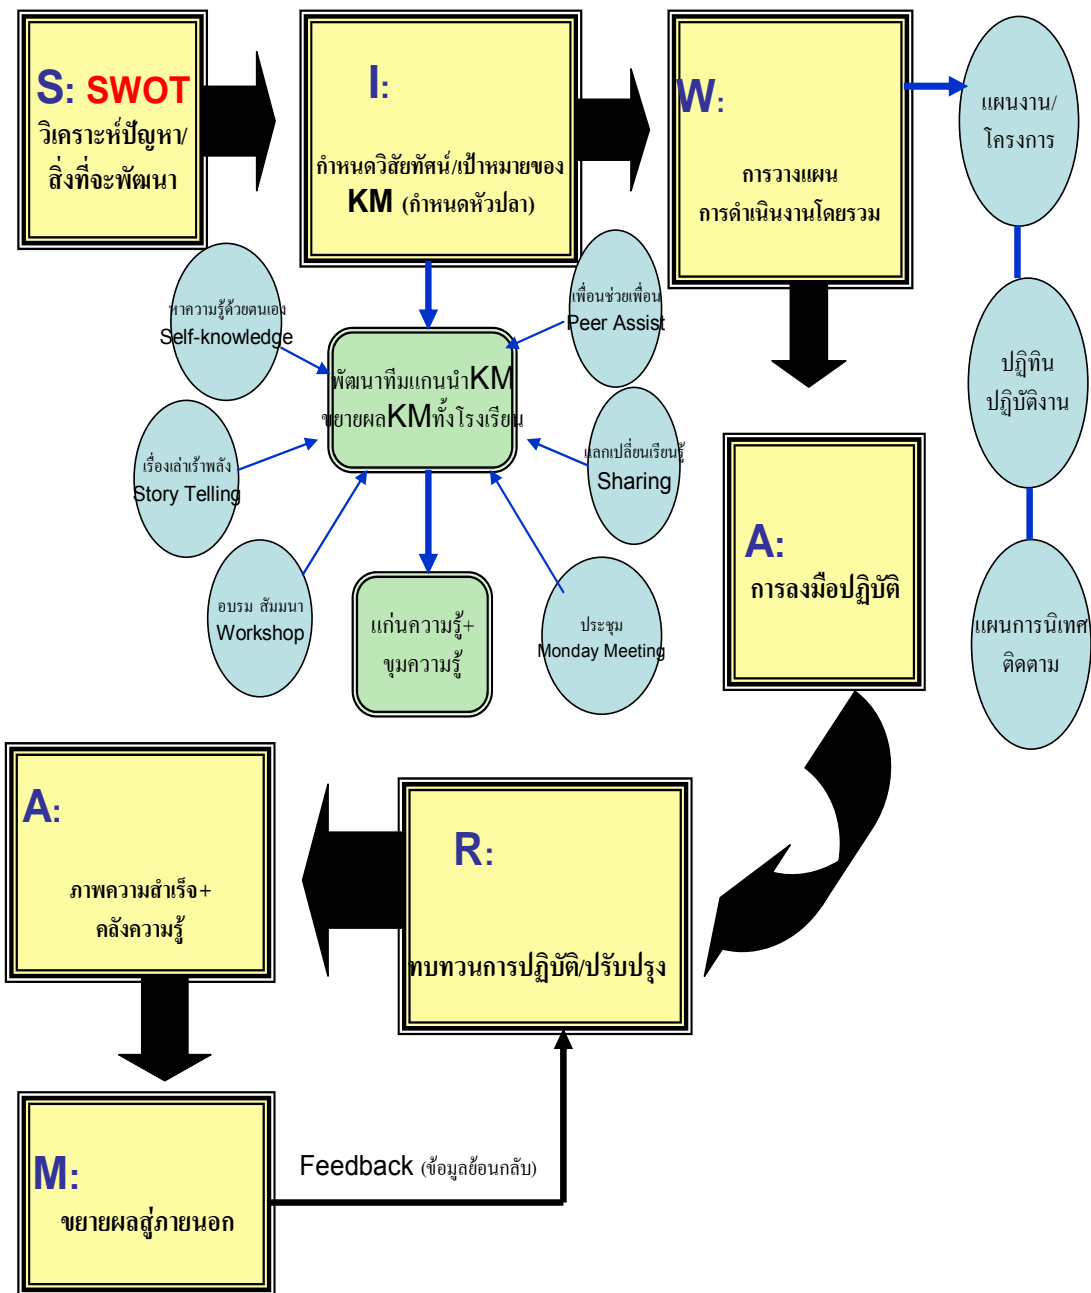 S: SWOT
วิเคราะห์ปัญหา/
สิ่งที่จะพัฒนา
I:
กำหนดวิสัยทัศน์/เป้าหมายของ
KM (กำหนดหัวปลา)
W:
การวางแผน
การดำเนินงานโดยรวม
แผนงาน/
โครงการ
หาความรู้ด้วยตนเอง
Self-knowledge
เพื่อนช่วยเพื่อน
Peer Assist
พัฒนาทีมแกนนำKM
ขยายผลKMทั้งโรงเรียน
ปฏิทิน
ปฏิบัติงาน
เรื่องเล่าเร้าพลัง
Story Telling
แลกเปลี่ยนเรียนรู้
Sharing
A:
การลงมือปฏิบัติ
อบรม สัมมนา
Workshop
แก่นความรู้+
ขุมความรู้
ประชุม
Monday Meeting
แผนการนิเทศ
ติดตาม
A:
ภาพความสำเร็จ+
คลังความรู้
R:
ทบทวนการปฏิบัติ/ปรับปรุง
M:
ขยายผลสู่ภายนอก
Feedback (ข้อมูลย้อนกลับ)